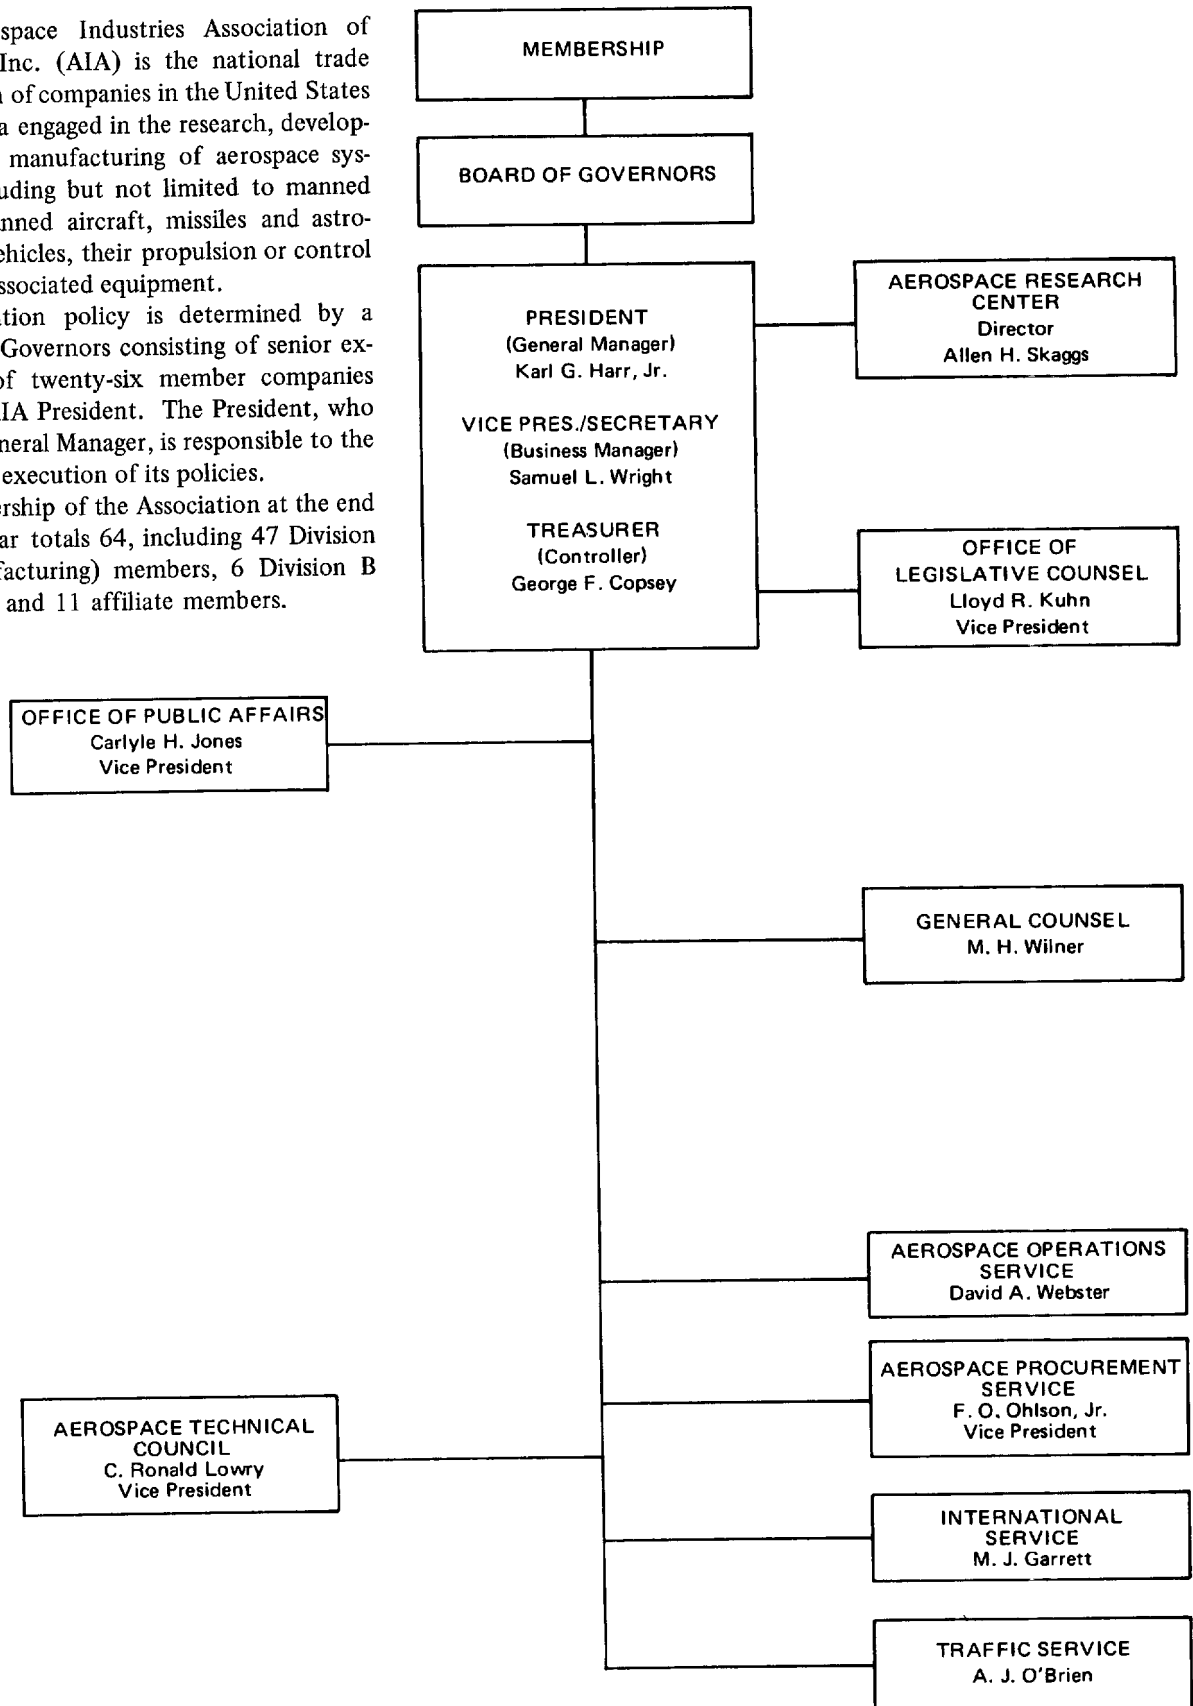 space Industries Association of
Inc. (AIA) is the national trade
of companies in the United States
a engaged in the research, develop-
manufacturing of aerospace sys-
uding but not limited to manned
nned aircraft, missiles and astro-
ehicles, their propulsion or control
ssociated equipment.
tion policy is determined by a
Governors consisting of senior ex-
of twenty-six member companies
IA President. The President, who
neral Manager, is responsible to the
execution of its policies.
ership of the Association at the end
ar totals 64, including 47 Division
facturing) members, 6 Division B
and 11 affiliate members.
MEMBERSHIP
BOARD OF GOVERNORS
PRESIDENT
(General Manager)
Karl G. Harr, Jr.
VICE PRES./SECRETARY
(Business Manager)
Samuel L. Wright
TREASURER
(Controller)
George F. Copsey
AEROSPACE RESEARCH
CENTER
Director
Allen H. Skaggs
OFFICE OF
LEGISLATIVE COUNSEL
Lloyd R. Kuhn
Vice President
OFFICE OF PUBLIC AFFAIRS
Carlyle H. Jones
Vice President
GENERAL COUNSEL
M. H. Wilner
AEROSPACE OPERATIONS
SERVICE
David A. Webster
AEROSPACE PROCUREMENT
SERVICE
F. O. Ohlson, Jr.
Vice President
AEROSPACE TECHNICAL
COUNCIL
C. Ronald Lowry
Vice President
INTERNATIONAL
SERVICE
M. J. Garrett
TRAFFIC SERVICE
A. J. O'Brien